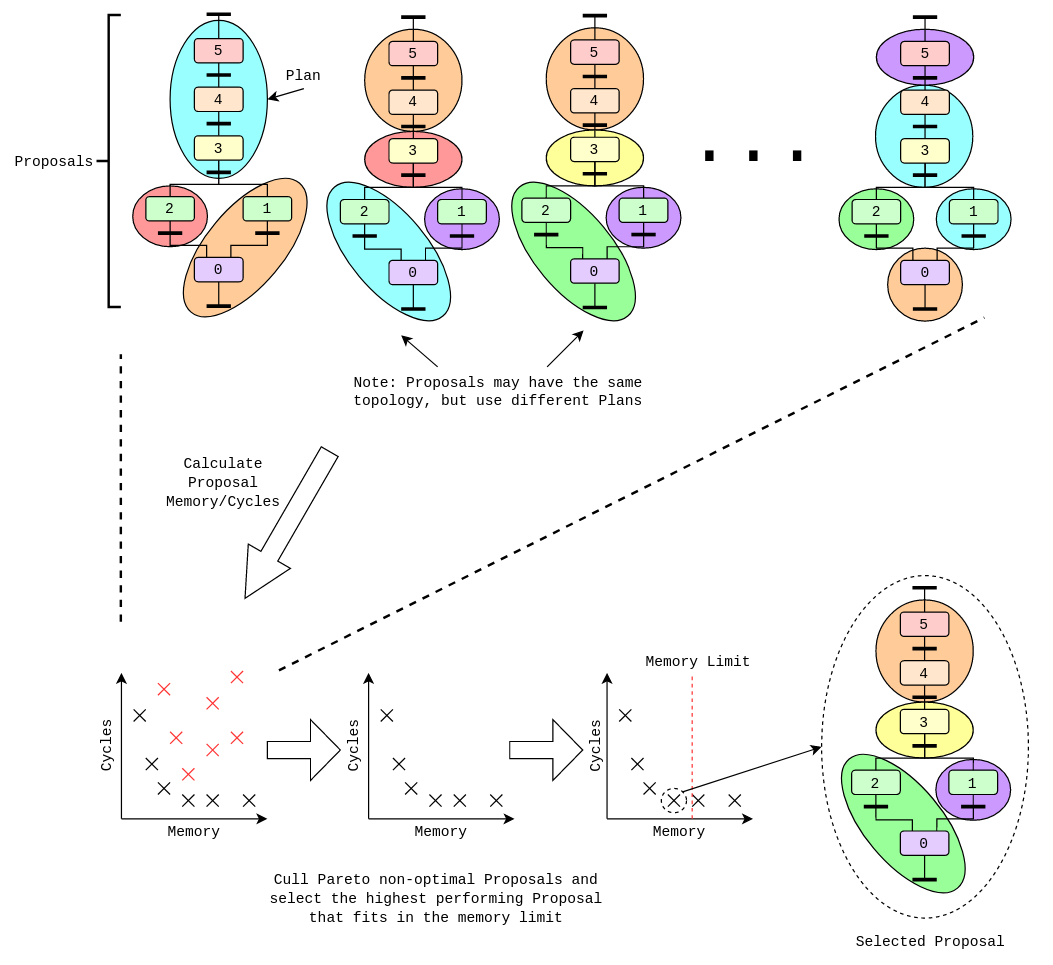 5
4
3
2
1
0
Plan
Proposals
5
4
3
2
1
0
5
4
3
2
1
0
5
4
3
2
1
0
Note: Proposals may have the same
topology, but use different Plans
Calculate
Proposal
Memory/Cycles
Cycles
Memory
Cycles
Memory
Memory Limit
Cycles
Memory
5
4
3
2
1
0
Selected Proposal
Cull Pareto non-optimal Proposals and
select the highest performing Proposal
that fits in the memory limit